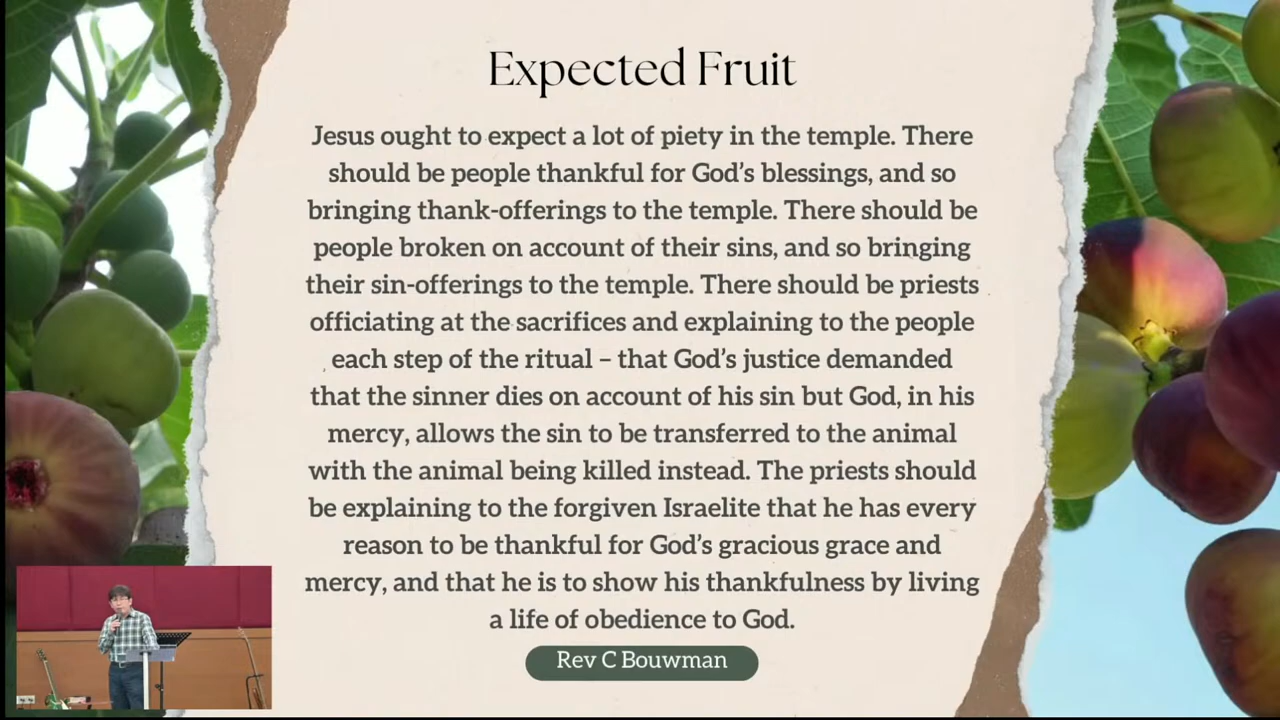 Expected Fruit
Jesus ought to expect a lot of piety in the temple. There
should be people thankful for God’s blessings, and so
bringing thank-offerings to the temple. There should be
people broken on account of their sins, and so bringing
their sin-offerings to the temple. There should be priests
officiating at the sacrifices and explaining to the people
each step of the ritual – that God’s justice demanded
that the sinner dies on account of his sin but God, in his
mercy, allows the sin to be transferred to the animal
with the animal being killed instead. The priests should
be explaining to the forgiven Israelite that he has every
reason to be thankful for God’s gracious grace and
mercy, and that he is to show his thankfulness by living
a life of obedience to God.
Rev C Bouwman